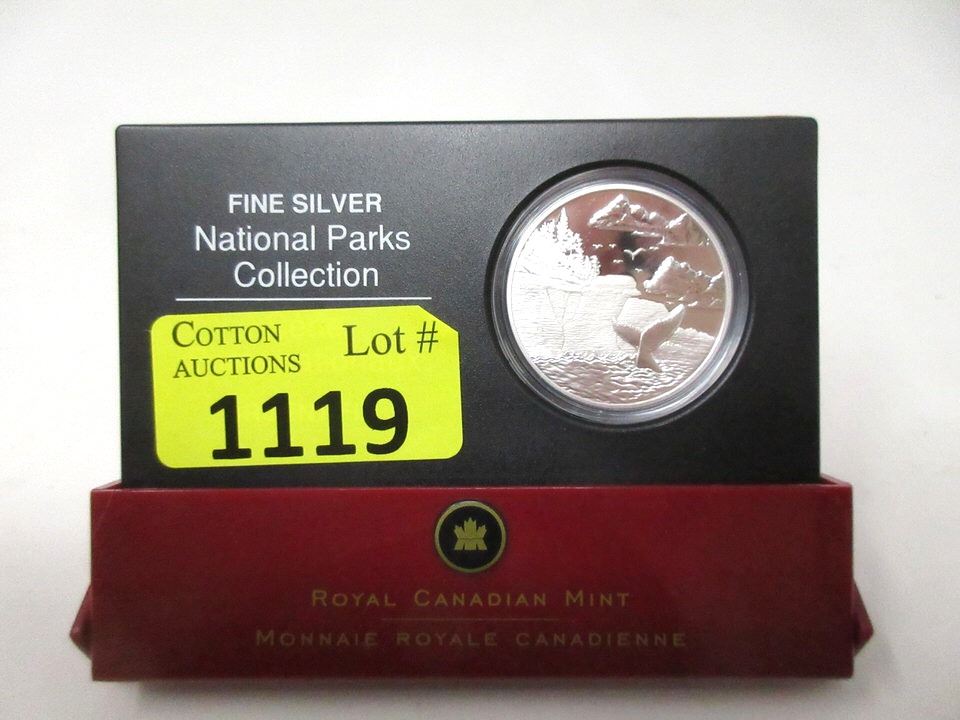 FINE SILVER
National Parks
Collection
COTTON
AUCTIONS
Lot #
1119
ROYAL CANADIAN MINT
MONNAIE ROYALE CANADIENNE